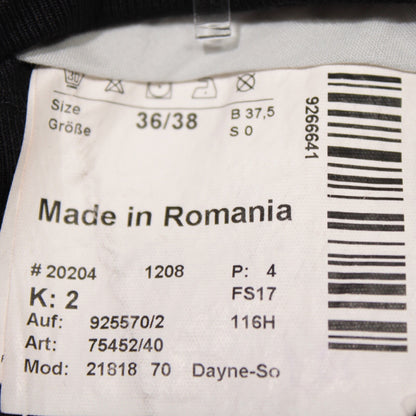 30
Size
Größe
36/38
B 37,5
S 0
9266641
Made in Romania
# 20204 1208 P: 4
K: 2 FS17
Auf: 925570/2 116H
Art: 75452/40
Mod: 21818 70 Dayne-So